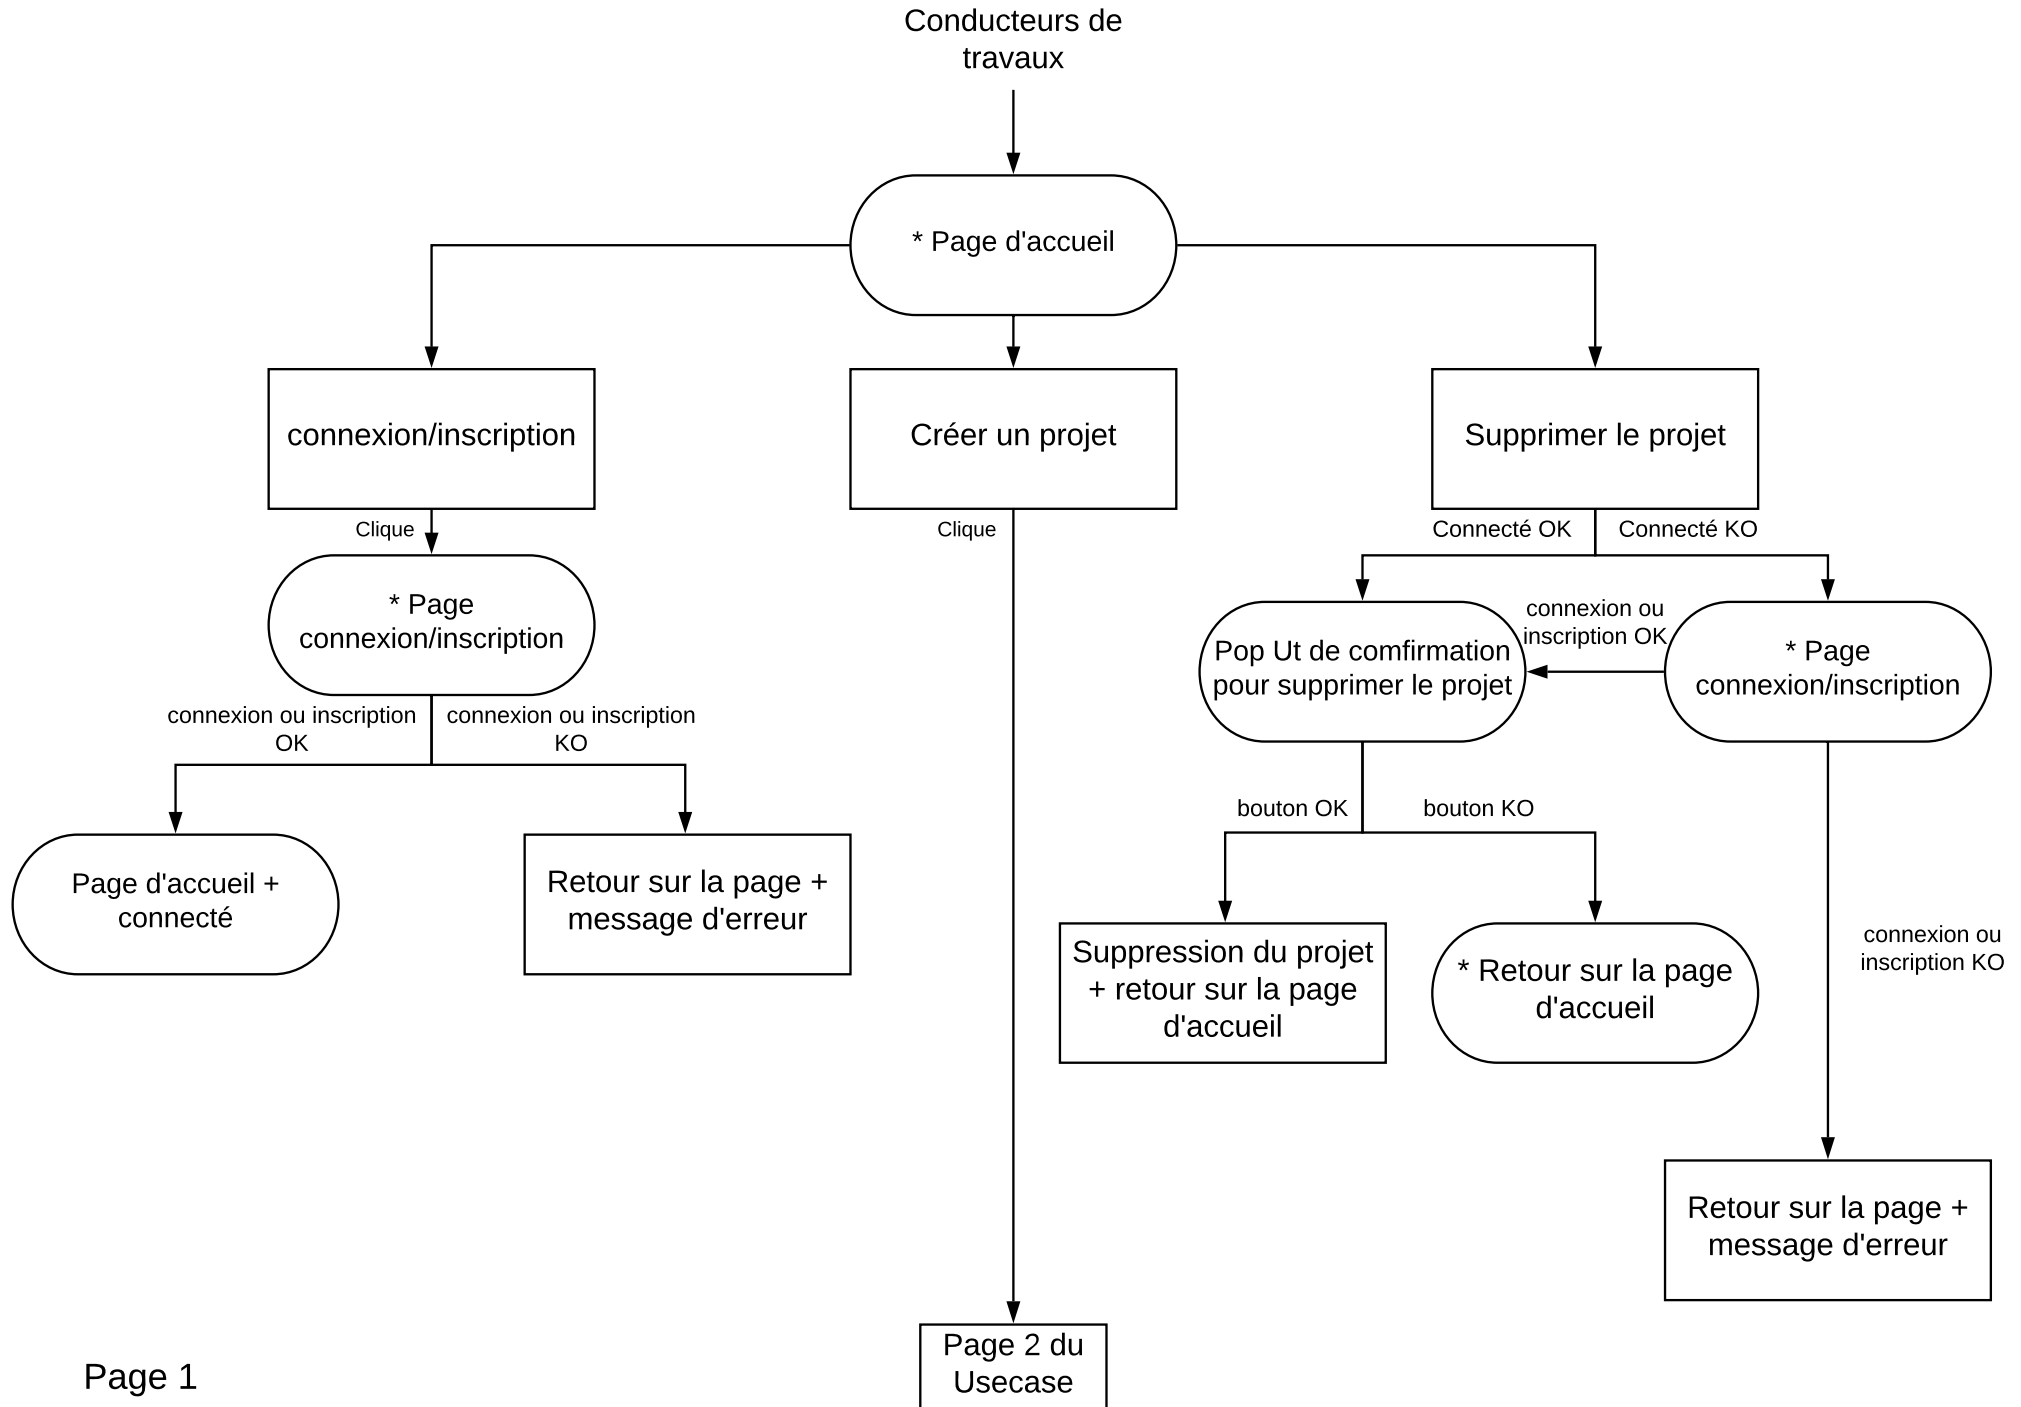 Conducteurs de
travaux
* Page d'accueil
connexion/inscription
Créer un projet
Supprimer le projet
Clique
Clique
Connecté OK
Connecté KO
* Page
connexion/inscription
connexion ou
inscription OK
Pop Ut de comfirmation
pour supprimer le projet
* Page
connexion/inscription
connexion ou inscription
OK
connexion ou inscription
KO
bouton OK
bouton KO
Page d'accueil +
connecté
Retour sur la page +
message d'erreur
Suppression du projet
+ retour sur la page
d'accueil
* Retour sur la page
d'accueil
connexion ou
inscription KO
Retour sur la page +
message d'erreur
Page 2 du
Usecase
Page 1